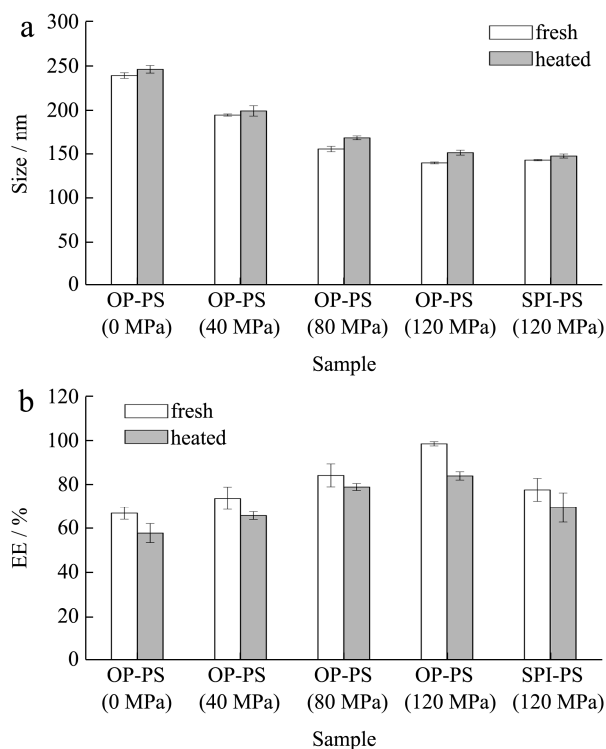 a
300
250
200
150
100
50
0
Size / nm
fresh
heated
OP-PS OP-PS OP-PS OP-PS SPI-PS
(0 MPa) (40 MPa) (80 MPa) (120 MPa) (120 MPa)
Sample
b
120
100
80
60
40
20
0
EE / %
fresh
heated
OP-PS OP-PS OP-PS OP-PS SPI-PS
(0 MPa) (40 MPa) (80 MPa) (120 MPa) (120 MPa)
Sample